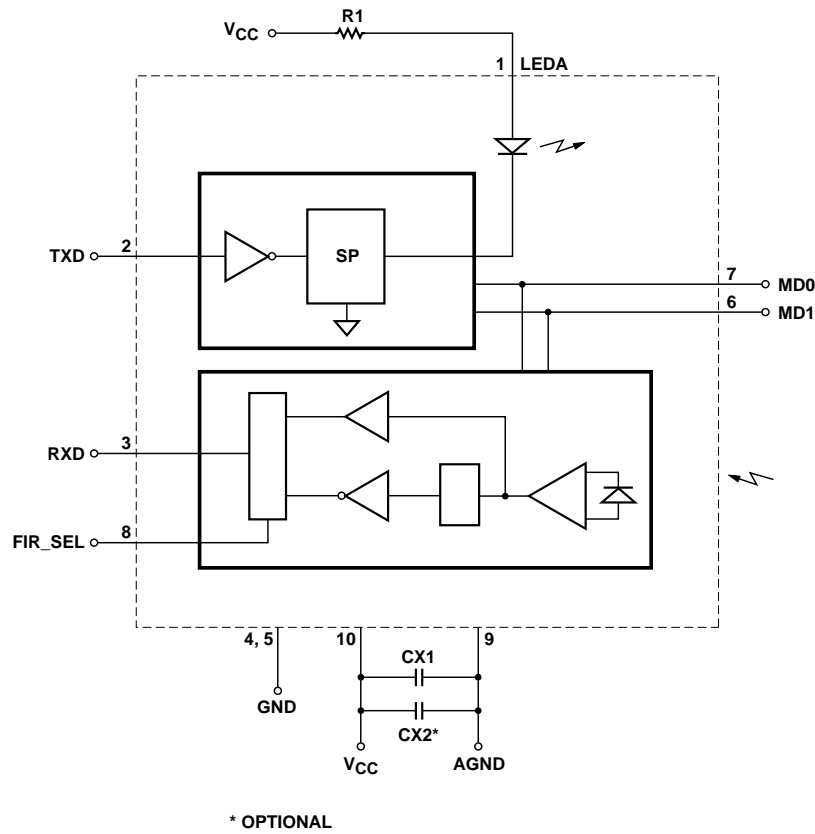 R1
VCC
1 LEDA
TXD 2
SP
7 MD0
6 MD1
RXD 3
FIR_SEL 8
4, 5
10
9
CX1
GND
CX2*
VCC
AGND
* OPTIONAL